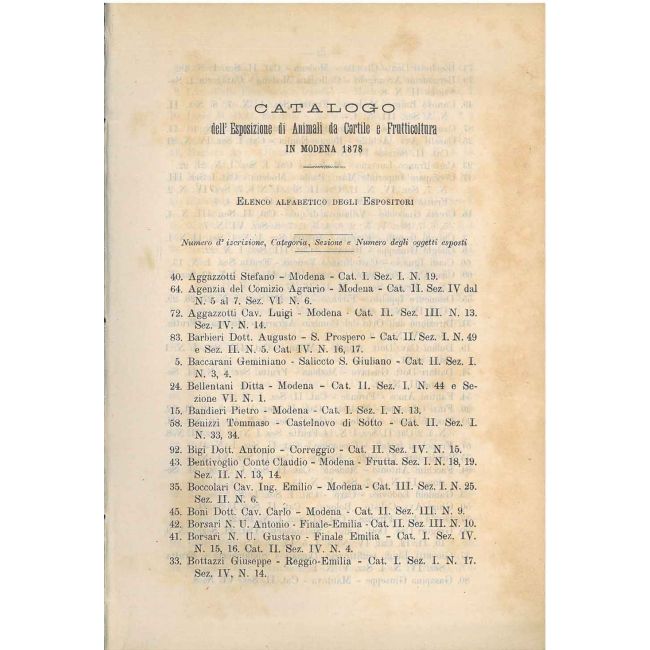 CATALOGO
dell' Esposizione di Animali da Cortile e Frutticoltura
IN MODENA 1878
ELENCO ALFABETICO DEGLI ESPOSITORI
Numero d' iscrizione, Categoria, Sezione e Numero degli oggetti esposti
40. Aggazzotti Stefano - Modena - Cat. I. Sez. I. N. 19.
64. Agenzia del Comizio Agrario - Modena - Cat. II. Sez. IV dal
N. 5 al 7. Sez. VI. N. 6.
72. Aggazzotti Cav. Luigi - Modena - Cat. II. Sez. III. N. 13.
Sez. IV. N. 14.
83. Barbieri Dott. Augusto - S. Prospero - Cat. II. Sez. I. N. 49
e Sez. II. N. 5. Cat. IV. N. 16, 17.
5. Baccarani Geminiano - Saliceto S. Giuliano - Cat. II. Sez. I.
N. 3, 4.
24. Bellentani Ditta - Modena - Cat. II. Sez. I, N. 44 e Se-
zione VI. N. 1.
15. Bandieri Pietro - Modena - Cat. I. Sez. I. N. 13.
58. Benizzi Tommaso - Castelnovo di Sotto - Cat. II. Sez. I.
N. 33, 34.
92. Bigi Dott. Antonio - Correggio - Cat. II. Sez. IV. N. 15.
43. Bentivoglio Conte Claudio - Modena - Frutta. Sez. I. N. 18, 19.
Sez. II. N. 13, 14.
35. Boccolari Cav. Ing. Emilio - Modena - Cat. III. Sez. I. N. 25.
Sez. II. N. 6.
45. Boni Dott. Cav. Carlo - Modena - Cat. II. Sez. III. N. 9.
42. Borsari N. U. Antonio - Finale-Emilia - Cat. II. Sez III. N. 10.
41. Borsari N. U. Gustavo - Finale Emilia - Cat. I. Sez. IV.
N. 15, 16. Cat. II. Sez. IV. N. 4.
33. Bottazzi Giuseppe - Reggio-Emilia - Cat. I. Sez. I. N. 17.
Sez, IV, N. 14.